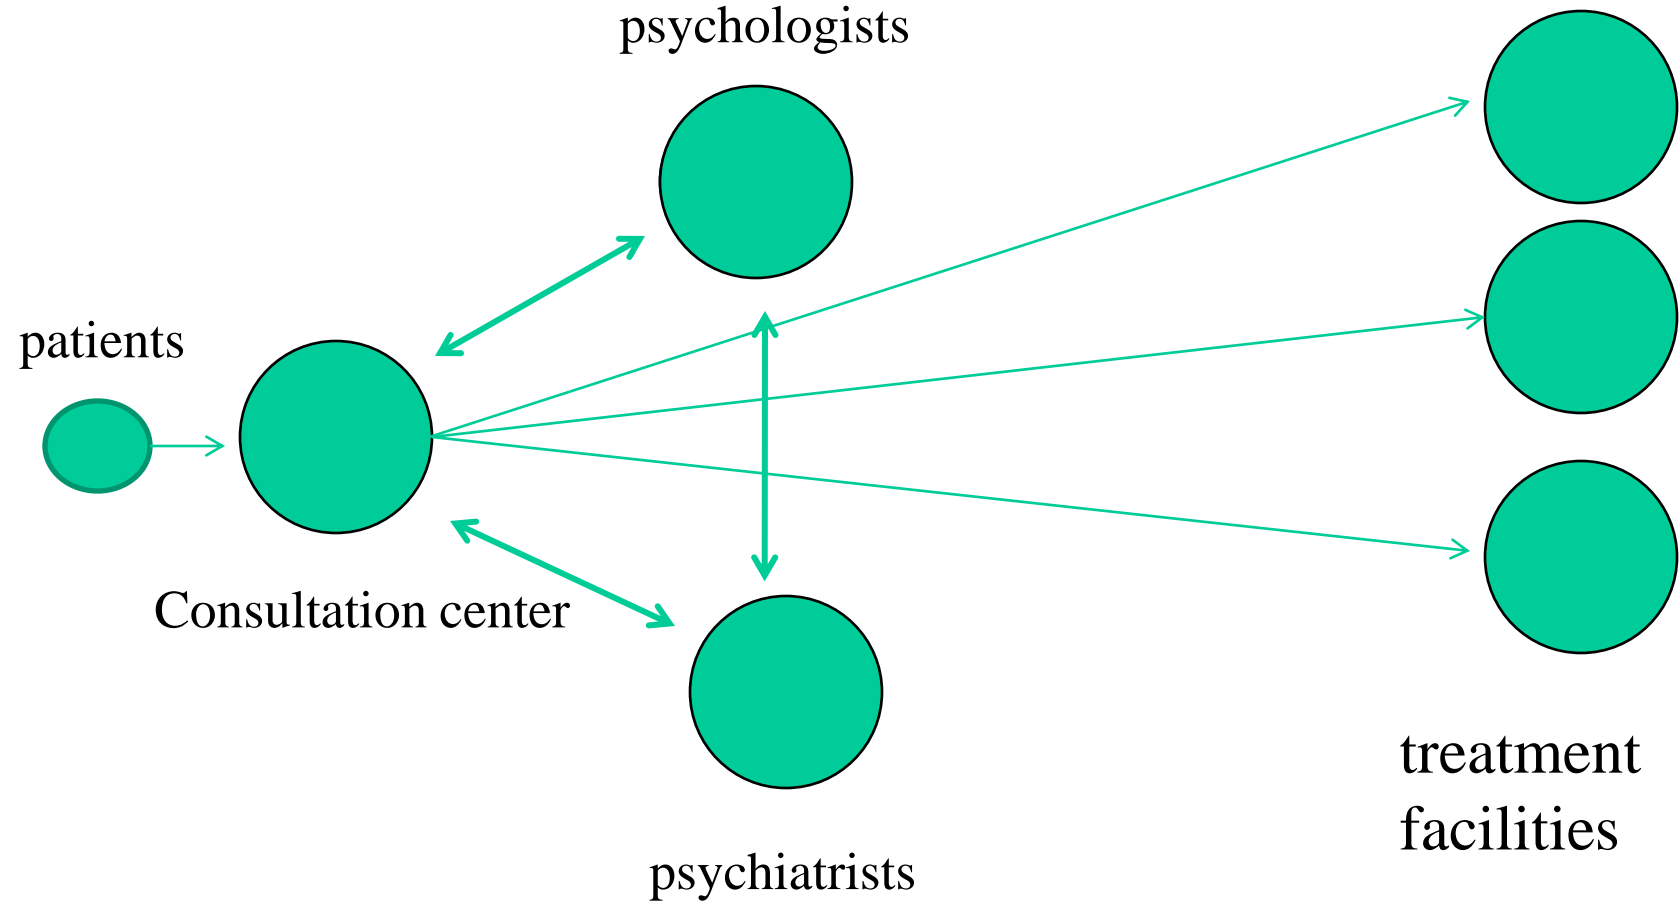 psychologists
patients
Consultation center
psychiatrists
treatment
facilities